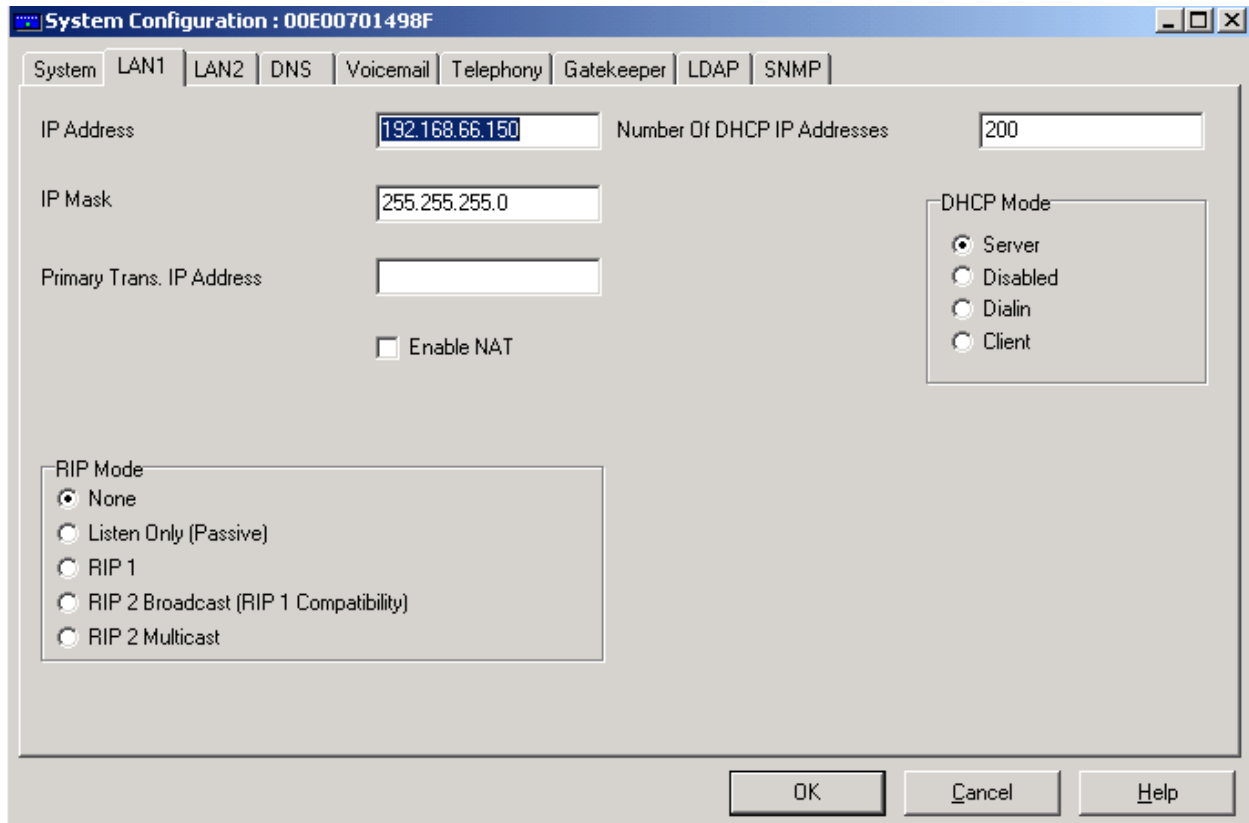 System Configuration : 00E00701498F
System LAN1 LAN2 DNS Voicemail Telephony Gatekeeper LDAP SNMP
IP Address 192.168.66.150 Number Of DHCP IP Addresses 200
IP Mask 255.255.255.0
DHCP Mode
Server
Disabled
Dialin
Client
Primary Trans. IP Address
Enable NAT
RIP Mode
None
Listen Only (Passive)
RIP 1
RIP 2 Broadcast (RIP 1 Compatibility)
RIP 2 Multicast
OK Cancel Help